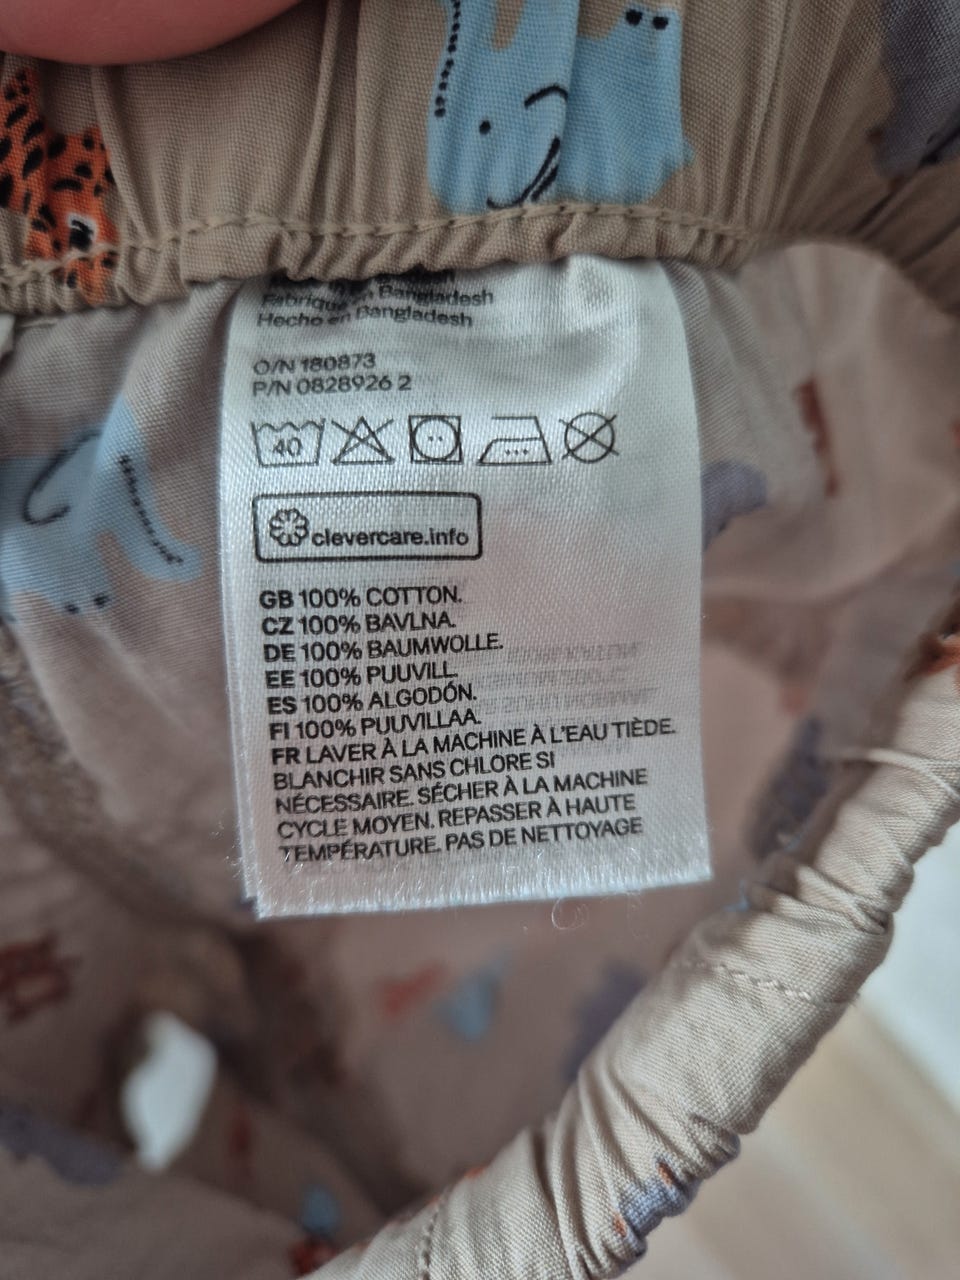 Fabriqué en Bangladesh
Hecho en Bangladesh
O/N 180873
P/N 0828926 2
40
clevercare.info
GB 100% COTTON.
CZ 100% BAVLNA.
DE 100% BAUMWOLLE.
EE 100% PUUVILL.
ES 100% ALGODÓN.
FI 100% PUUVILLAA.
FR LAVER À LA MACHINE À L'EAU TIÈDE.
BLANCHIR SANS CHLORE SI
NÉCESSAIRE. SÉCHER À LA MACHINE
CYCLE MOYEN. REPASSER À HAUTE
TEMPÉRATURE. PAS DE NETTOYAGE